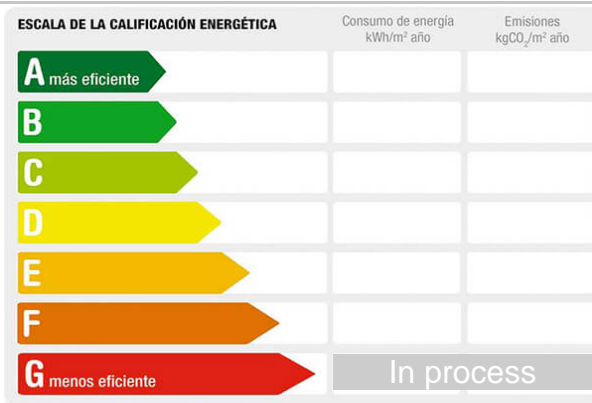 ESCALA DE LA CALIFICACIÓN ENERGÉTICA
Consumo de energía
kWh/m² año
Emisiones
kgCO₂/m² año
A más eficiente
B
C
D
E
F
G menos eficiente
In process